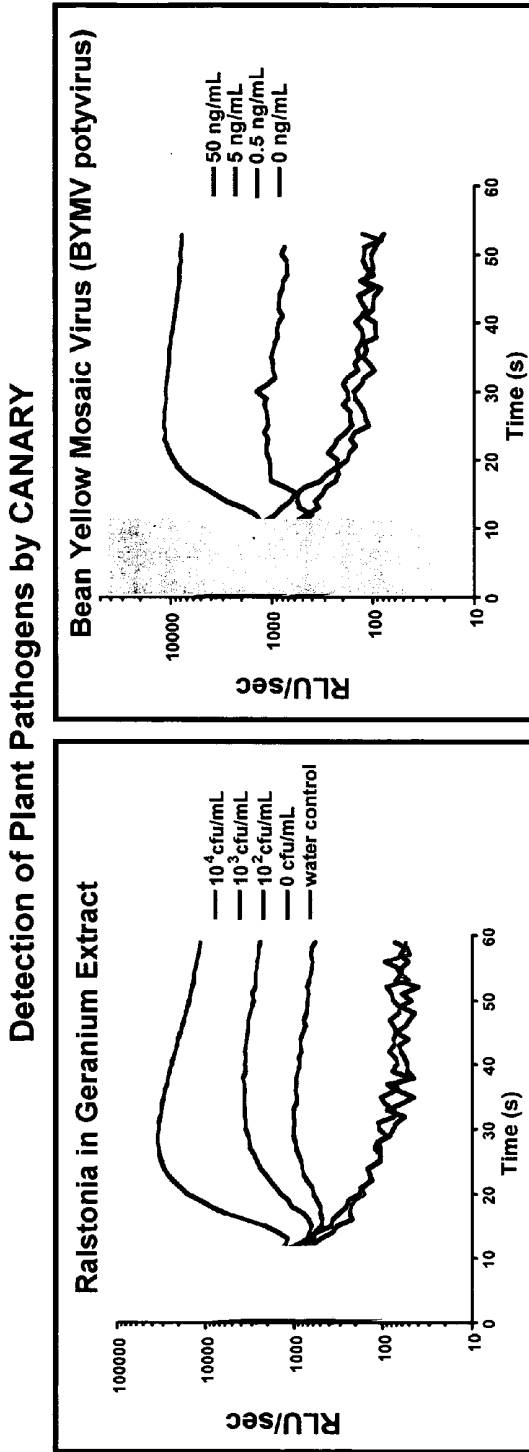 Detection of Plant Pathogens by CANARY
Ralstonia in Geranium Extract
100000
10000
1000
100
10
RLU/sec
0
10
20
30
40
50
60
Time (s)
10⁴cfu/mL
10³cfu/mL
10²cfu/mL
0 cfu/mL
water control
Bean Yellow Mosaic Virus (BYMV potyvirus)
10000
1000
100
10
RLU/sec
0
10
20
30
40
50
60
Time (s)
50 ng/mL
5 ng/mL
0.5 ng/mL
0 ng/mL